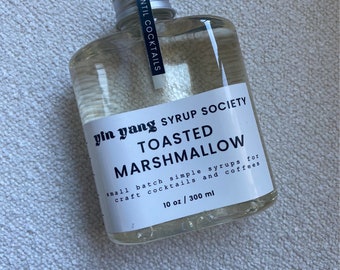 NTIL COCKTAILS
yin yang SYRUP SOCIETY
TOASTED
MARSHMALLOW
small batch simple syrups for
craft cocktails and coffees
10 oz / 300 ml